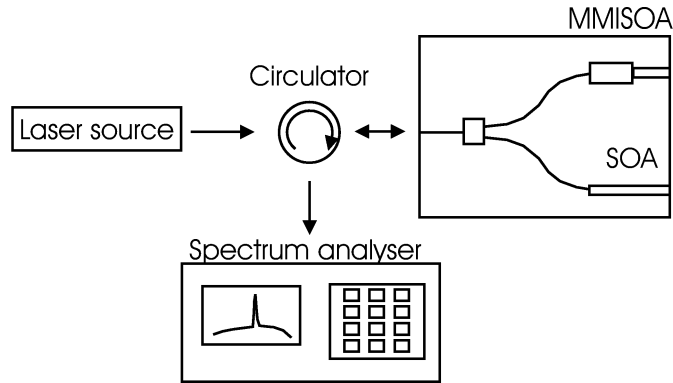 MMISOA
Circulator
Laser source
SOA
Spectrum analyser